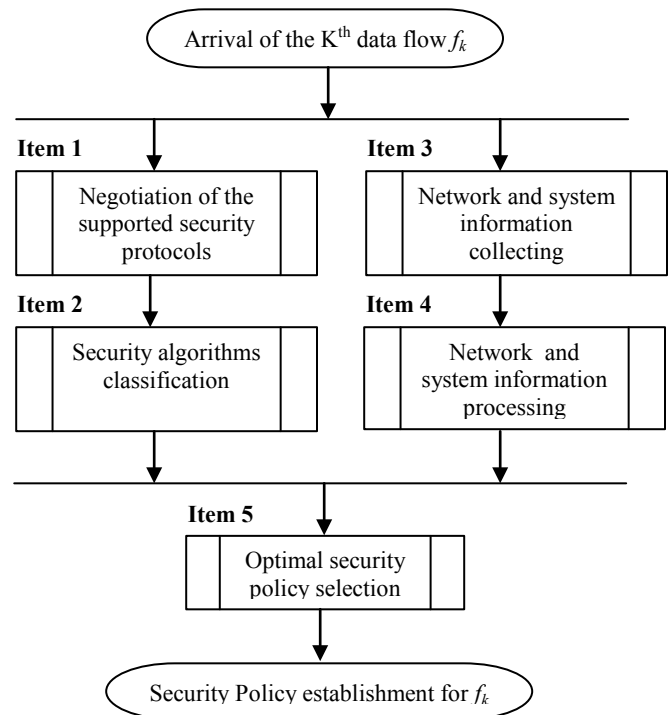 Arrival of the Kth data flow fk
Item 1
Negotiation of the
supported security
protocols
Item 2
Security algorithms
classification
Item 3
Network and system
information
collecting
Item 4
Network and
system information
processing
Item 5
Optimal security
policy selection
Security Policy establishment for fk